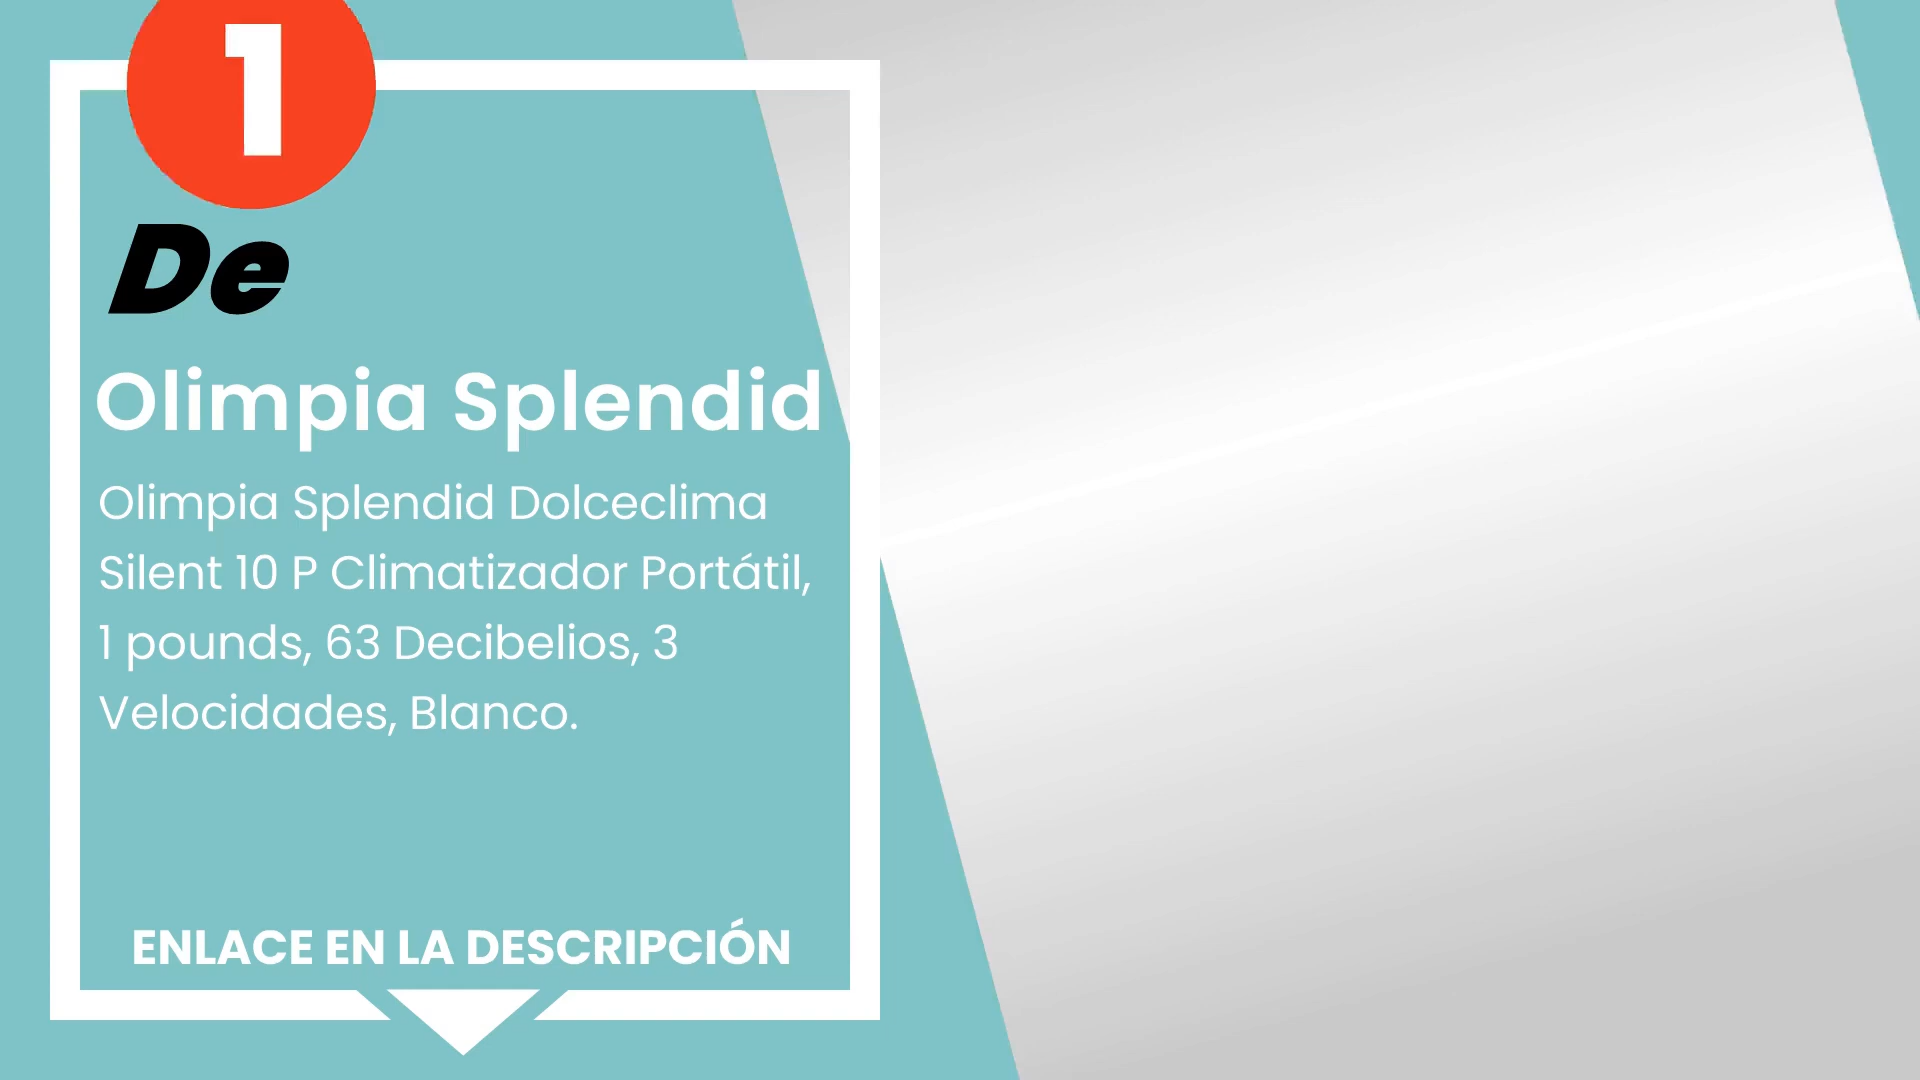 1
De
Olimpia Splendid
Olimpia Splendid Dolceclima
Silent 10 P Climatizador Portátil,
1 pounds, 63 Decibelios, 3
Velocidades, Blanco.
ENLACE EN LA DESCRIPCIÓN